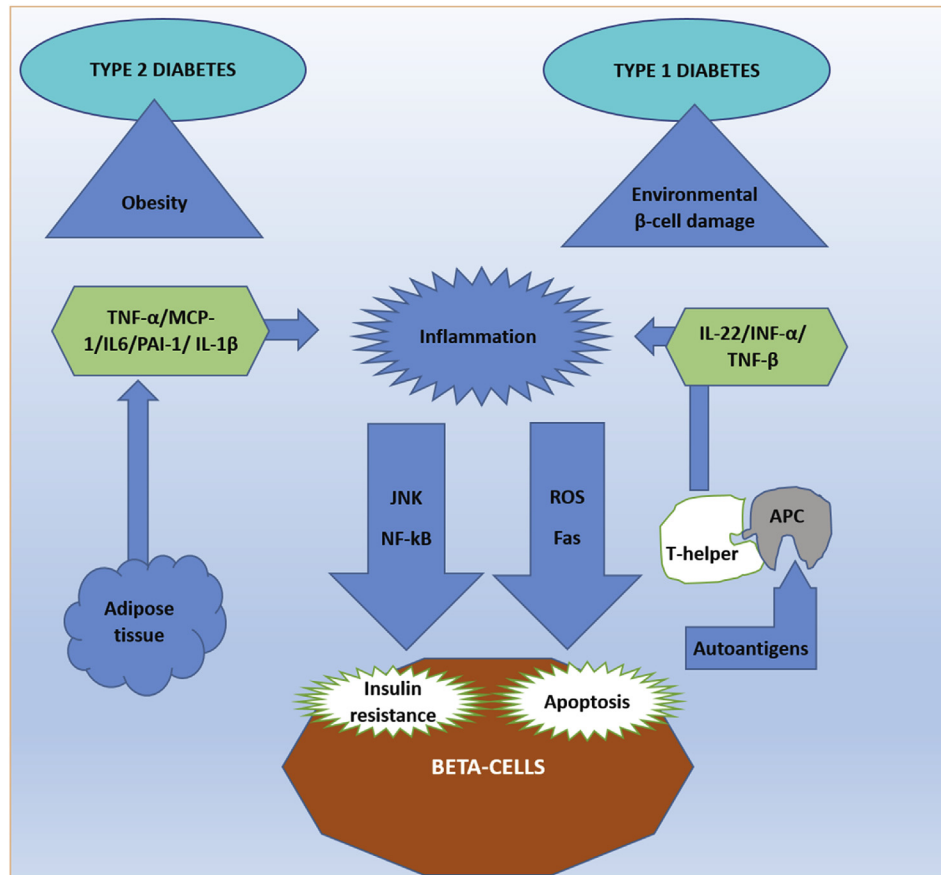 TYPE 2 DIABETES
TYPE 1 DIABETES
Obesity
Environmental
β-cell damage
TNF-α/MCP-
1/IL6/PAI-1/ IL-1β
Inflammation
IL-22/INF-α/
TNF-β
JNK
NF-kB
ROS
Fas
APC
T-helper
Adipose
tissue
Autoantigens
Insulin
resistance
Apoptosis
BETA-CELLS